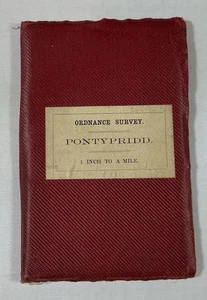 ORDNANCE SURVEY.
PONTYPRIDD.
1 INCH TO A MILE.